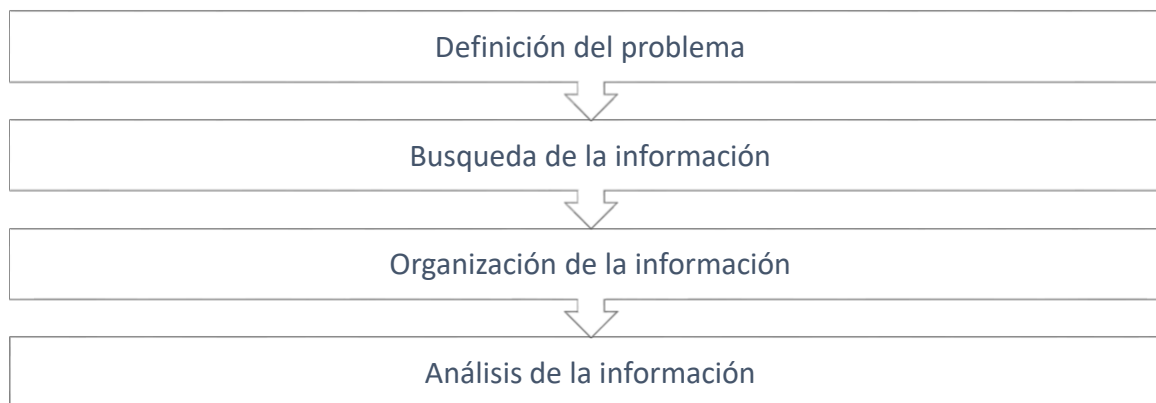 Definición del problema
Busqueda de la información
Organización de la información
Análisis de la información